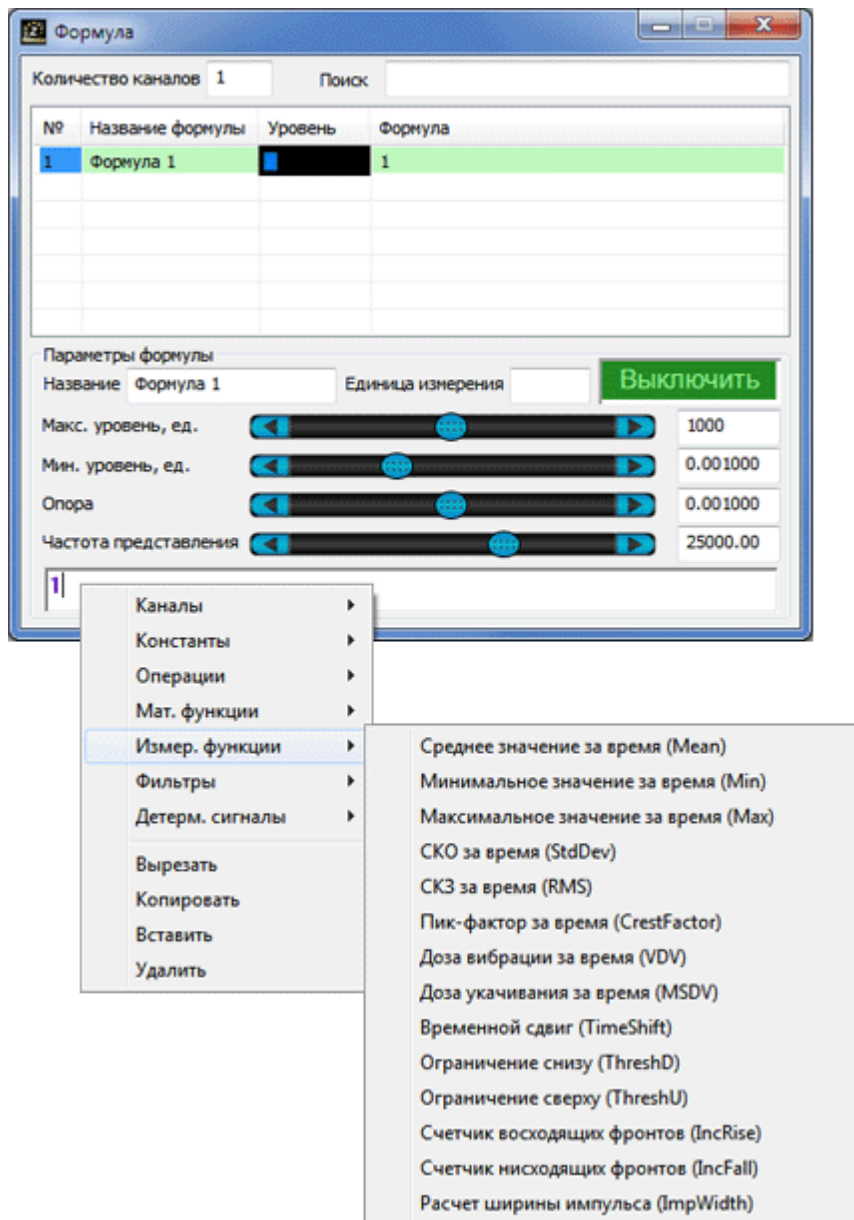 Формула
Количество каналов 1 Поиск
№ Название формулы Уровень Формула
1 Формула 1 1
Параметры формулы
Название Формула 1 Единица измерения Выключить
Макс. уровень, ед. 1000
Мин. уровень, ед. 0.001000
Опора 0.001000
Частота представления 25000.00
1
Каналы
Константы
Операции
Мат. функции
Измер. функции
Фильтры
Детерм. сигналы
Вырезать
Копировать
Вставить
Удалить
Среднее значение за время (Mean)
Минимальное значение за время (Min)
Максимальное значение за время (Max)
СКО за время (StdDev)
СКЗ за время (RMS)
Пик-фактор за время (CrestFactor)
Доза вибрации за время (VDV)
Доза укачивания за время (MSDV)
Временной сдвиг (TimeShift)
Ограничение снизу (ThreshD)
Ограничение сверху (ThreshU)
Счетчик восходящих фронтов (IncRise)
Счетчик нисходящих фронтов (IncFall)
Расчет ширины импульса (ImpWidth)